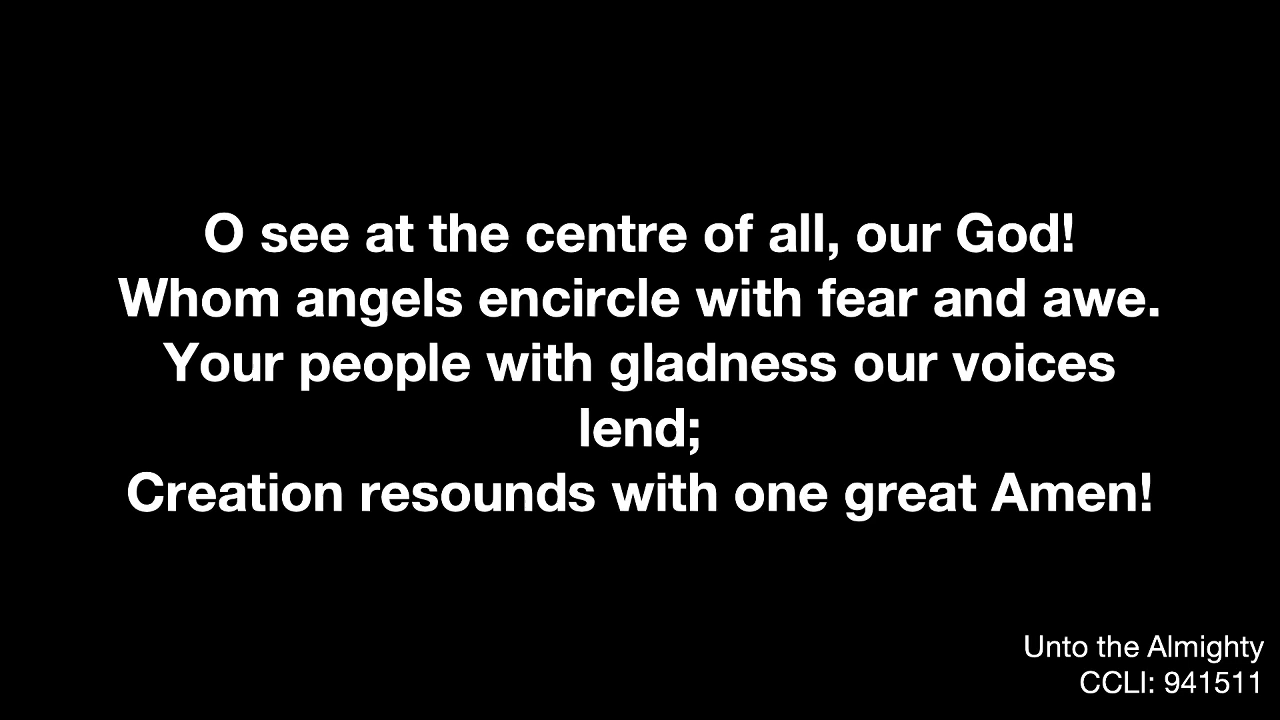 O see at the centre of all, our God!
Whom angels encircle with fear and awe.
Your people with gladness our voices
lend;
Creation resounds with one great Amen!
Unto the Almighty
CCLI: 941511